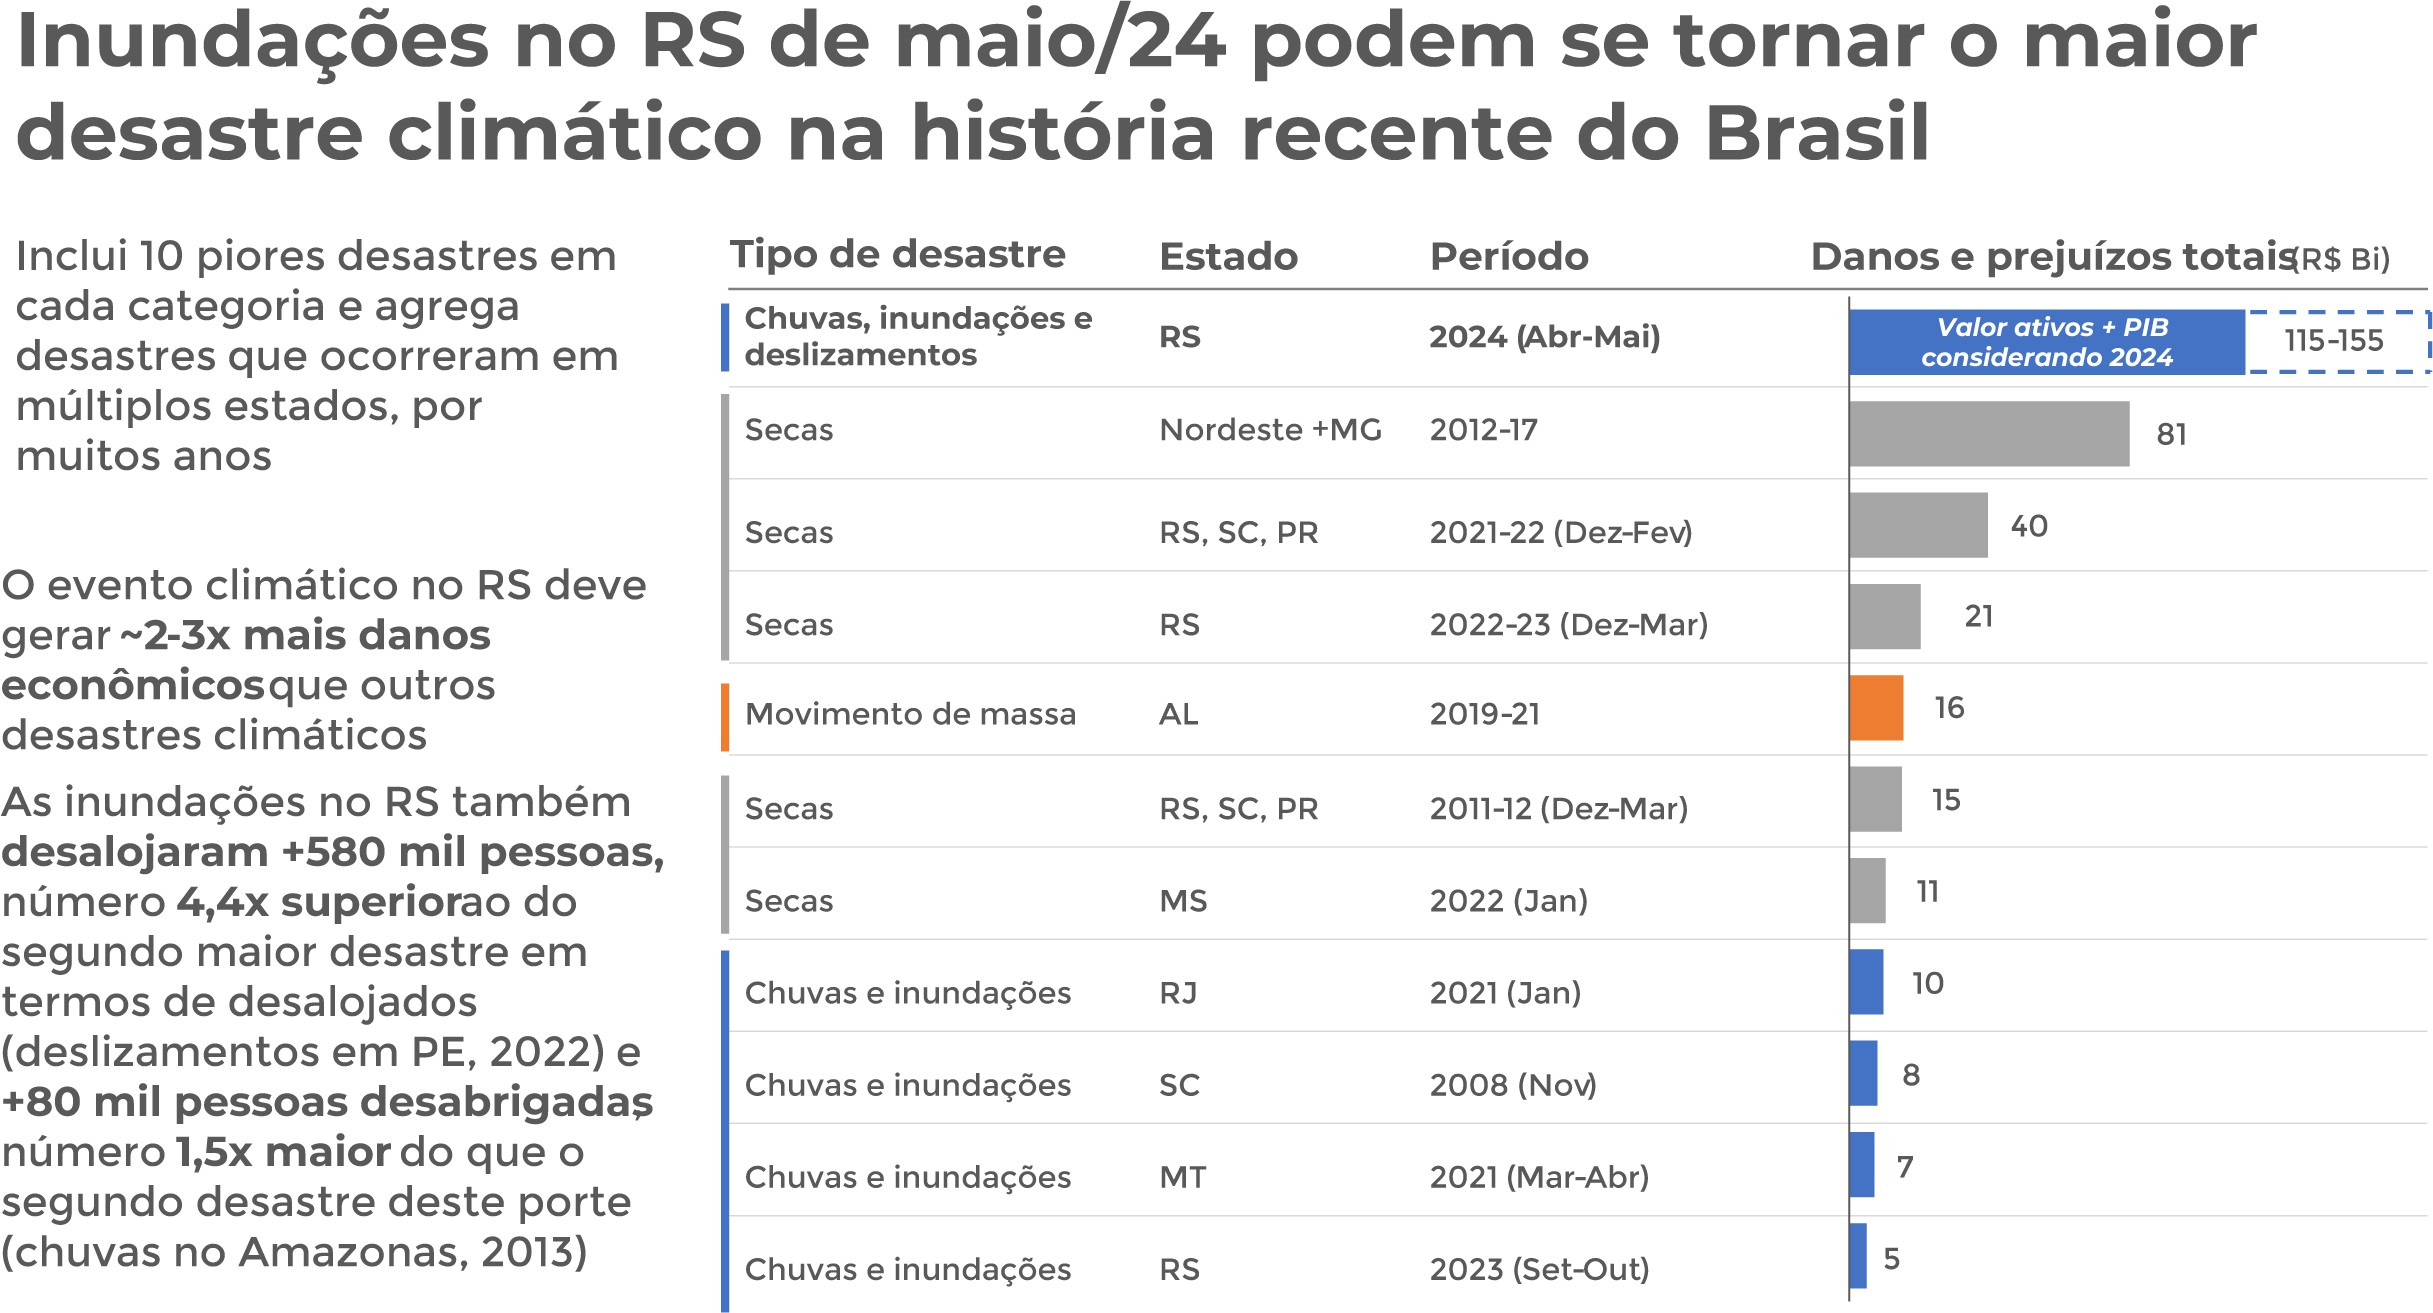 Inundações no RS de maio/24 podem se tornar o maior
desastre climático na história recente do Brasil
Inclui 10 piores desastres em
cada categoria e agrega
desastres que ocorreram em
múltiplos estados, por
muitos anos
O evento climático no RS deve
gerar ~2-3x mais danos
econômicos que outros
desastres climáticos
As inundações no RS também
desalojaram +580 mil pessoas,
número 4,4x superior ao do
segundo maior desastre em
termos de desalojados
(deslizamentos em PE, 2022) e
+80 mil pessoas desabrigadas,
número 1,5x maior do que o
segundo desastre deste porte
(chuvas no Amazonas, 2013)
Tipo de desastre Estado Período Danos e prejuízos totais (R$ Bi)
Chuvas, inundações e
deslizamentos RS 2024 (Abr-Mai)
Valor ativos + PIB
considerando 2024
115-155
Secas Nordeste +MG 2012-17 81
Secas RS, SC, PR 2021-22 (Dez-Fev) 40
Secas RS 2022-23 (Dez-Mar) 21
Movimento de massa AL 2019-21 16
Secas RS, SC, PR 2011-12 (Dez-Mar) 15
Secas MS 2022 (Jan) 11
Chuvas e inundações RJ 2021 (Jan) 10
Chuvas e inundações SC 2008 (Nov) 8
Chuvas e inundações MT 2021 (Mar-Abr) 7
Chuvas e inundações RS 2023 (Set-Out) 5